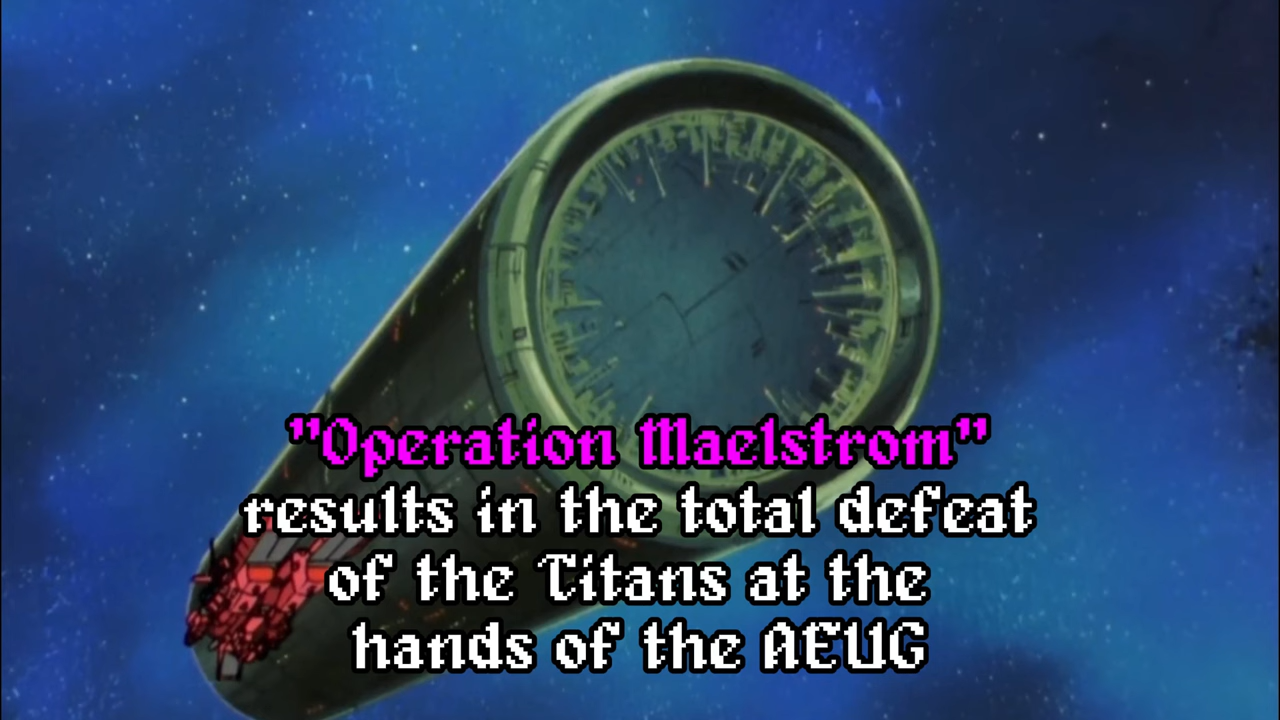 "Operation Maelstrom"
results in the total defeat
of the Titans at the
hands of the AEUG